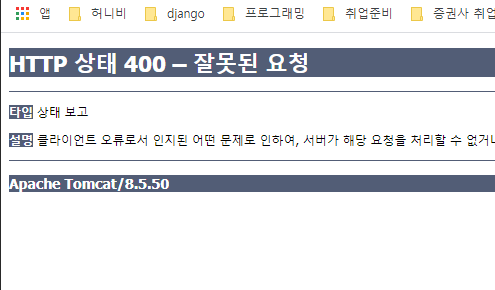 앱 허니비 django 프로그래밍 취업준비 증권사 취업
HTTP 상태 400 – 잘못된 요청
타입 상태 보고
설명 클라이언트 오류로서 인지된 어떤 문제로 인하여, 서버가 해당 요청을 처리할 수 없거나
Apache Tomcat/8.5.50